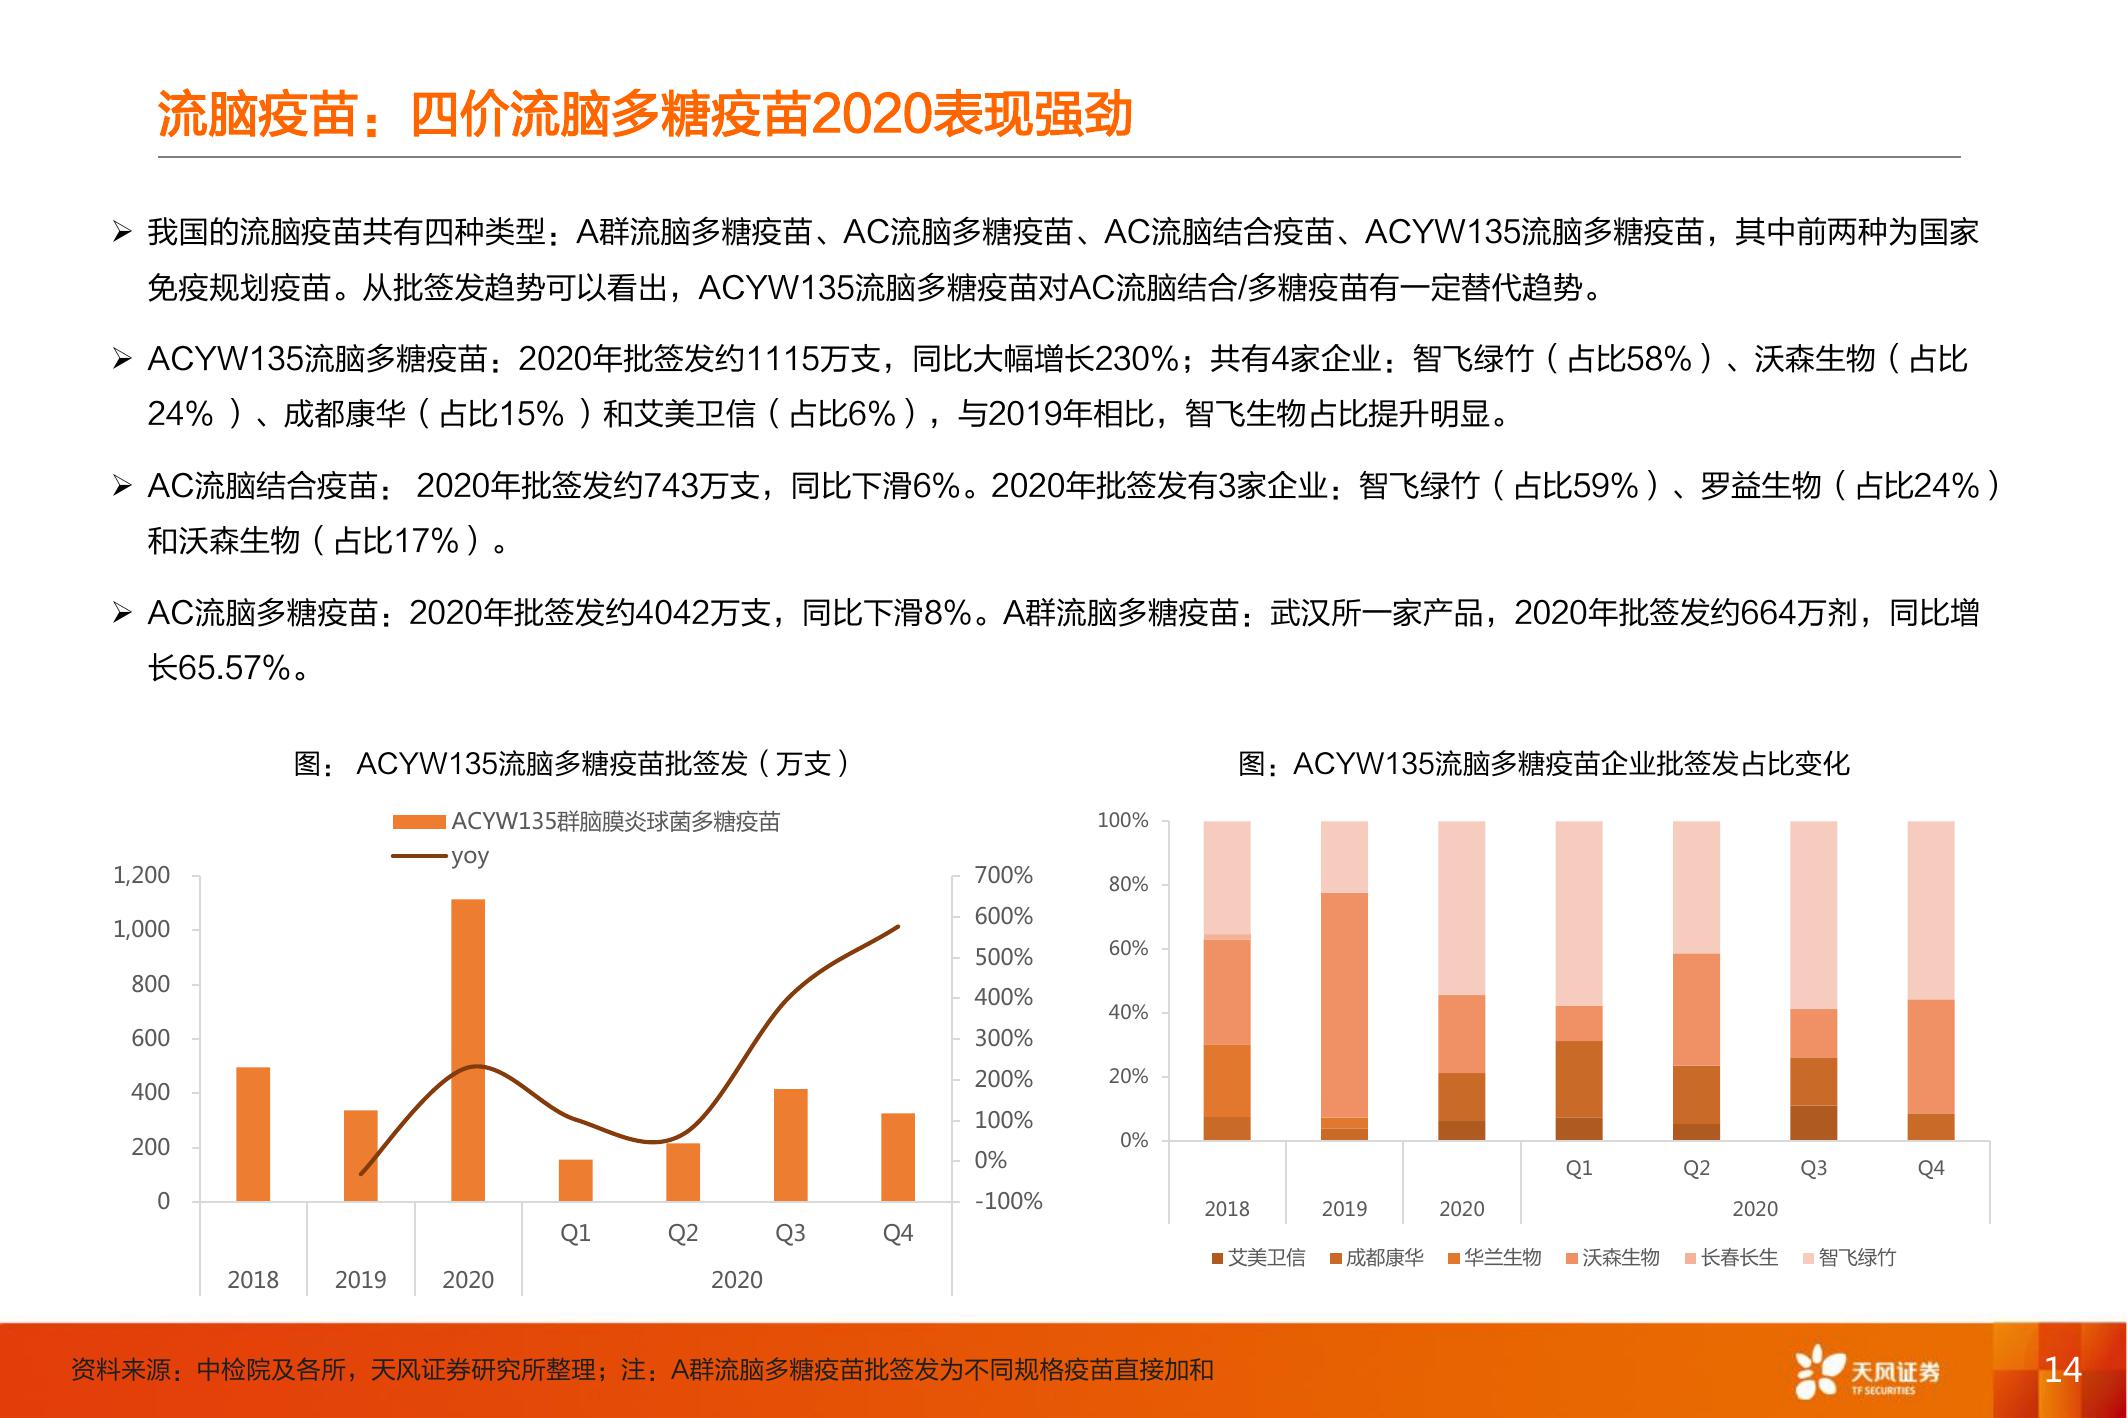 流脑疫苗：四价流脑多糖疫苗2020表现强劲
➢ 我国的流脑疫苗共有四种类型：A群流脑多糖疫苗、AC流脑多糖疫苗、AC流脑结合疫苗、ACYW135流脑多糖疫苗，其中前两种为国家
免疫规划疫苗。从批签发趋势可以看出，ACYW135流脑多糖疫苗对AC流脑结合/多糖疫苗有一定替代趋势。
➢ ACYW135流脑多糖疫苗：2020年批签发约1115万支，同比大幅增长230%；共有4家企业：智飞绿竹（占比58%）、沃森生物（占比
24% ）、成都康华（占比15% ）和艾美卫信（占比6%），与2019年相比，智飞生物占比提升明显。
➢ AC流脑结合疫苗： 2020年批签发约743万支，同比下滑6%。2020年批签发有3家企业：智飞绿竹（占比59%）、罗益生物（占比24%）
和沃森生物（占比17%）。
➢ AC流脑多糖疫苗：2020年批签发约4042万支，同比下滑8%。A群流脑多糖疫苗：武汉所一家产品，2020年批签发约664万剂，同比增
长65.57%。
图： ACYW135流脑多糖疫苗批签发（万支）
ACYW135群脑膜炎球菌多糖疫苗
yoy
1,200
1,000
800
600
400
200
0
700%
600%
500%
400%
300%
200%
100%
0%
-100%
Q1 Q2 Q3 Q4
2018 2019 2020 2020
图：ACYW135流脑多糖疫苗企业批签发占比变化
100%
80%
60%
40%
20%
0%
Q1 Q2 Q3 Q4
2018 2019 2020 2020
艾美卫信 成都康华 华兰生物 沃森生物 长春长生 智飞绿竹
资料来源：中检院及各所，天风证券研究所整理；注：A群流脑多糖疫苗批签发为不同规格疫苗直接加和
天风证券
TF SECURITIES
14